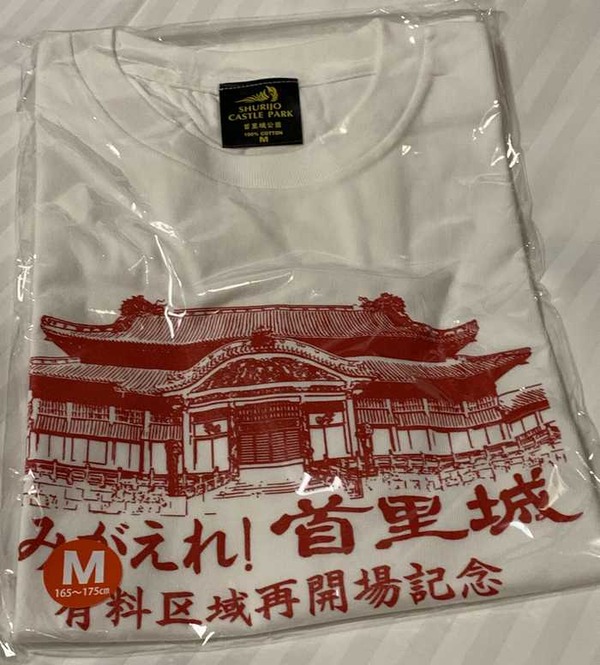 SHURIJO
CASTLE PARK
首里城公園
100% COTTON
M
みがえれ! 首里城
有料区域再開場記念
M
165〜175cm